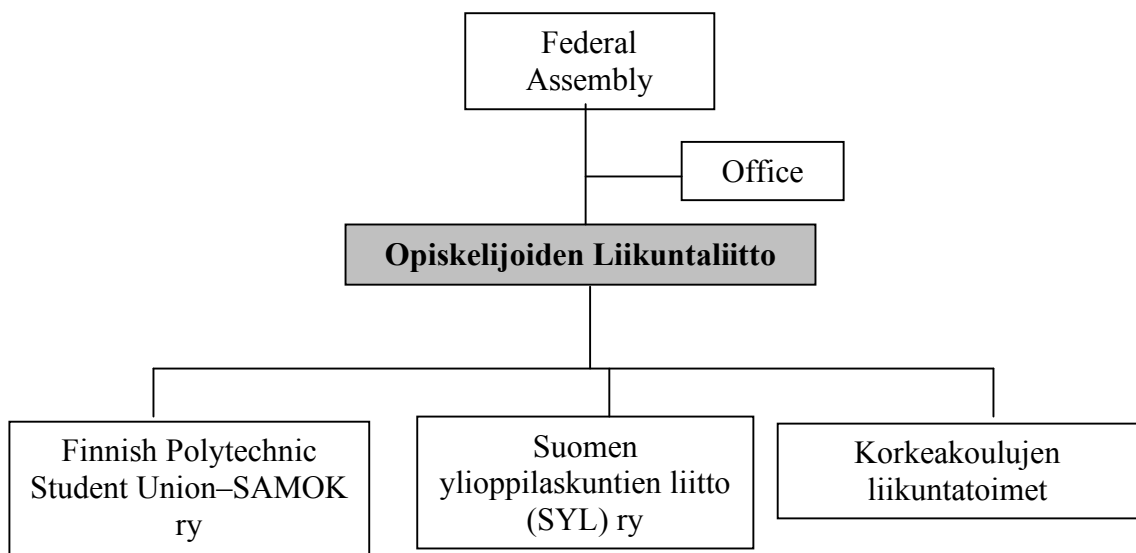 Federal
Assembly
Office
Opiskelijoiden Liikuntaliitto
Finnish Polytechnic
Student Union–SAMOK
ry
Suomen
ylioppilaskuntien liitto
(SYL) ry
Korkeakoulujen
liikuntatoimet